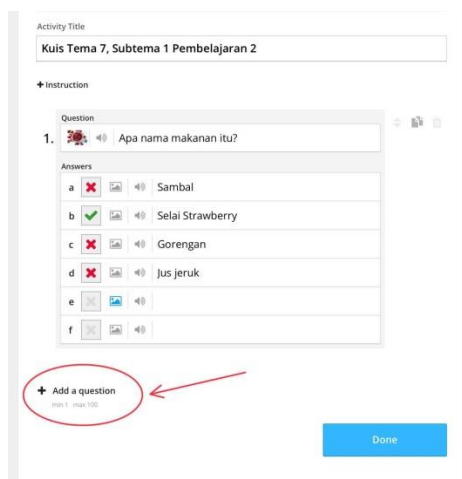 Activity Title
Kuis Tema 7, Subtema 1 Pembelajaran 2
+ Instruction
Question
1. Apa nama makanan itu?
Answers
a Sambal
b Selai Strawberry
c Gorengan
d Jus jeruk
e
f
+ Add a question
min 1 max 100
Done